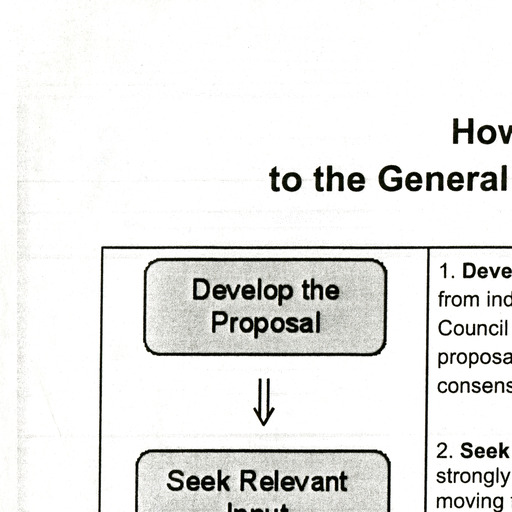 How
to the General
Develop the
Proposal
Seek Relevant
Input
1. Deve
from ind
Council
proposa
consens
2. Seek
strongly
moving